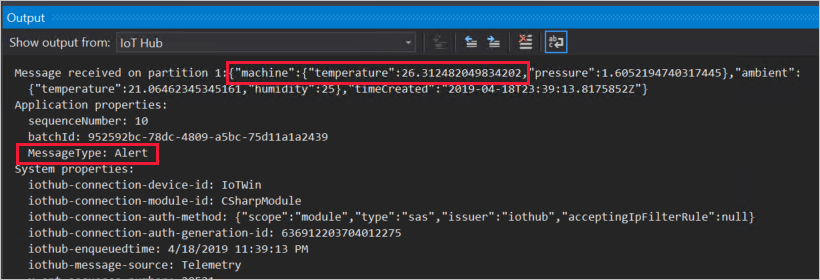 Output
Show output from: IoT Hub
Message received on partition 1:{"machine":{"temperature":26.312482049834202,"pressure":1.6052194740317445},"ambient":
{"temperature":21.06462345345161,"humidity":25},"timeCreated":"2019-04-18T23:39:13.8175852Z"}
Application properties:
sequenceNumber: 10
batchId: 952592bc-78dc-4809-a5bc-75d11a1a2439
MessageType: Alert
System properties:
iothub-connection-device-id: IoTWin
iothub-connection-module-id: CSharpModule
iothub-connection-auth-method: {"scope":"module","type":"sas","issuer":"iothub","acceptingIpFilterRule":null}
iothub-connection-auth-generation-id: 636912203704012275
iothub-enqueuedtime: 4/18/2019 11:39:13 PM
iothub-message-source: Telemetry